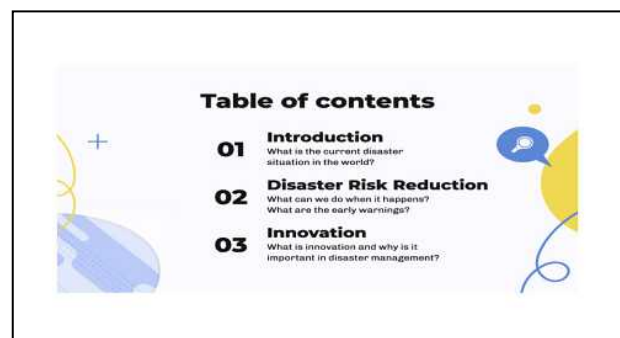 Table of contents
01
Introduction
What is the current disaster
situation in the world?
02
Disaster Risk Reduction
What can we do when it happens?
What are the early warnings?
03
Innovation
What is innovation and why is it
important in disaster management?